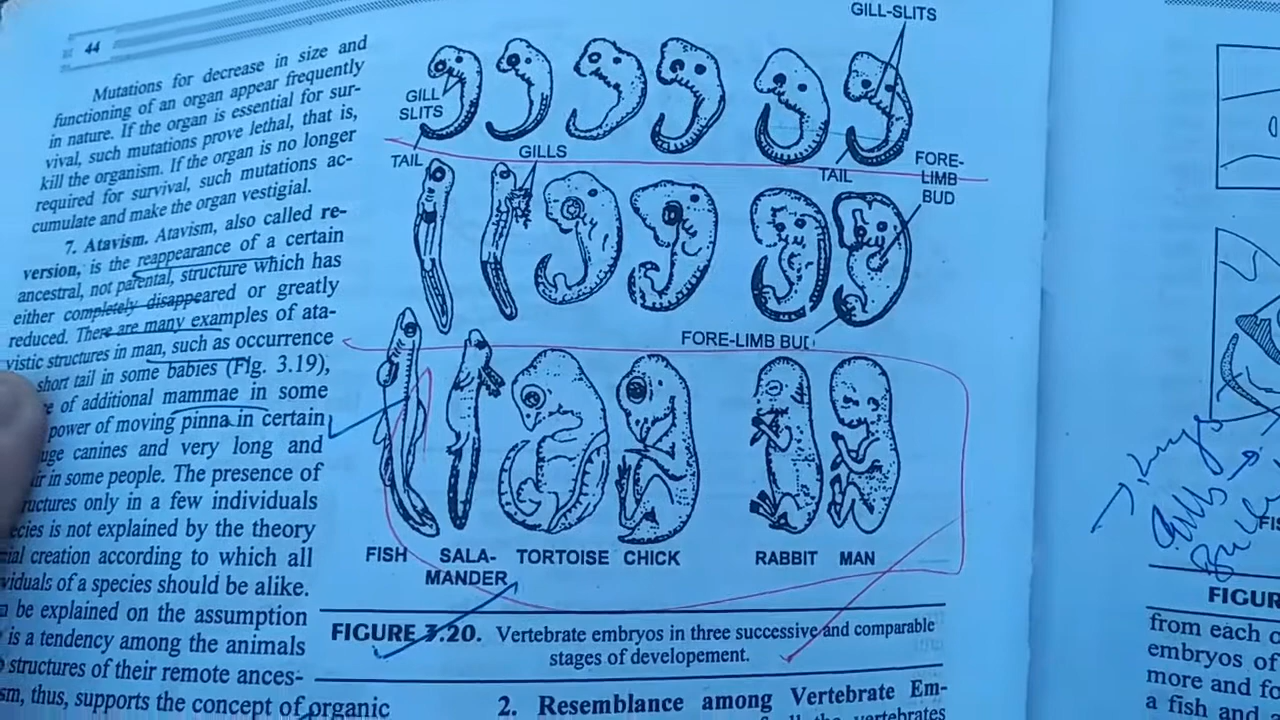 44
Mutations for decrease in size and
functioning of an organ appear frequently
in nature. If the organ is essential for sur-
vival, such mutations prove lethal, that is,
kill the organism. If the organ is no longer
required for survival, such mutations ac-
cumulate and make the organ vestigial.
7. Atavism. Atavism, also called re-
version, is the reappearance of a certain
ancestral, not parental, structure which has
either completely disappeared or greatly
reduced. There are many examples of ata-
vistic structures in man, such as occurrence
short tail in some babies (Fig. 3.19),
of additional mammae in some
power of moving pinna in certain
canines and very long and
in some people. The presence of
only in a few individuals
is not explained by the theory
creation according to which all
of a species should be alike.
be explained on the assumption
is a tendency among the animals
structures of their remote ances-
thus, supports the concept of organic
GILL-SLITS
GILL
SLITS
TAIL
GILLS
TAIL
FORE-
LIMB
BUD
FORE-LIMB BUD
FISH
SALA-
MANDER
TORTOISE
CHICK
RABBIT
MAN
FIGURE 3.20. Vertebrate embryos in three successive and comparable
stages of developement.
2. Resemblance among Vertebrate Em-
vertebrates
Lungs
Gills
from each
embryos of
more and
a fish and